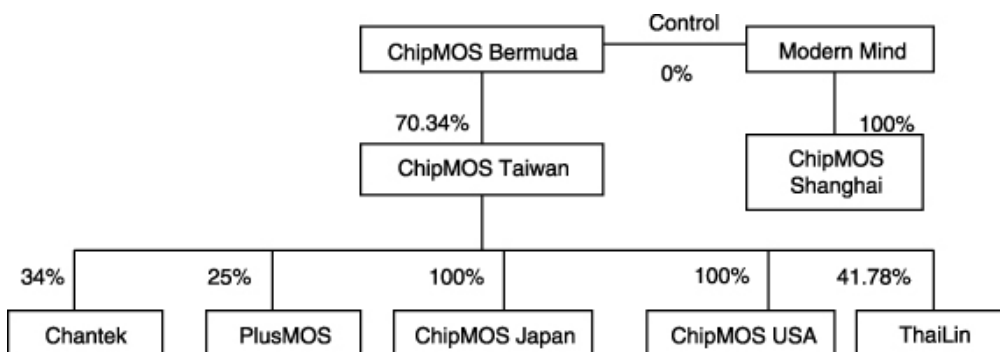 Control
ChipMOS Bermuda
Modern Mind
0%
70.34%
100%
ChipMOS Taiwan
ChipMOS
Shanghai
34%
25%
100%
100%
41.78%
Chantek
PlusMOS
ChipMOS Japan
ChipMOS USA
ThaiLin